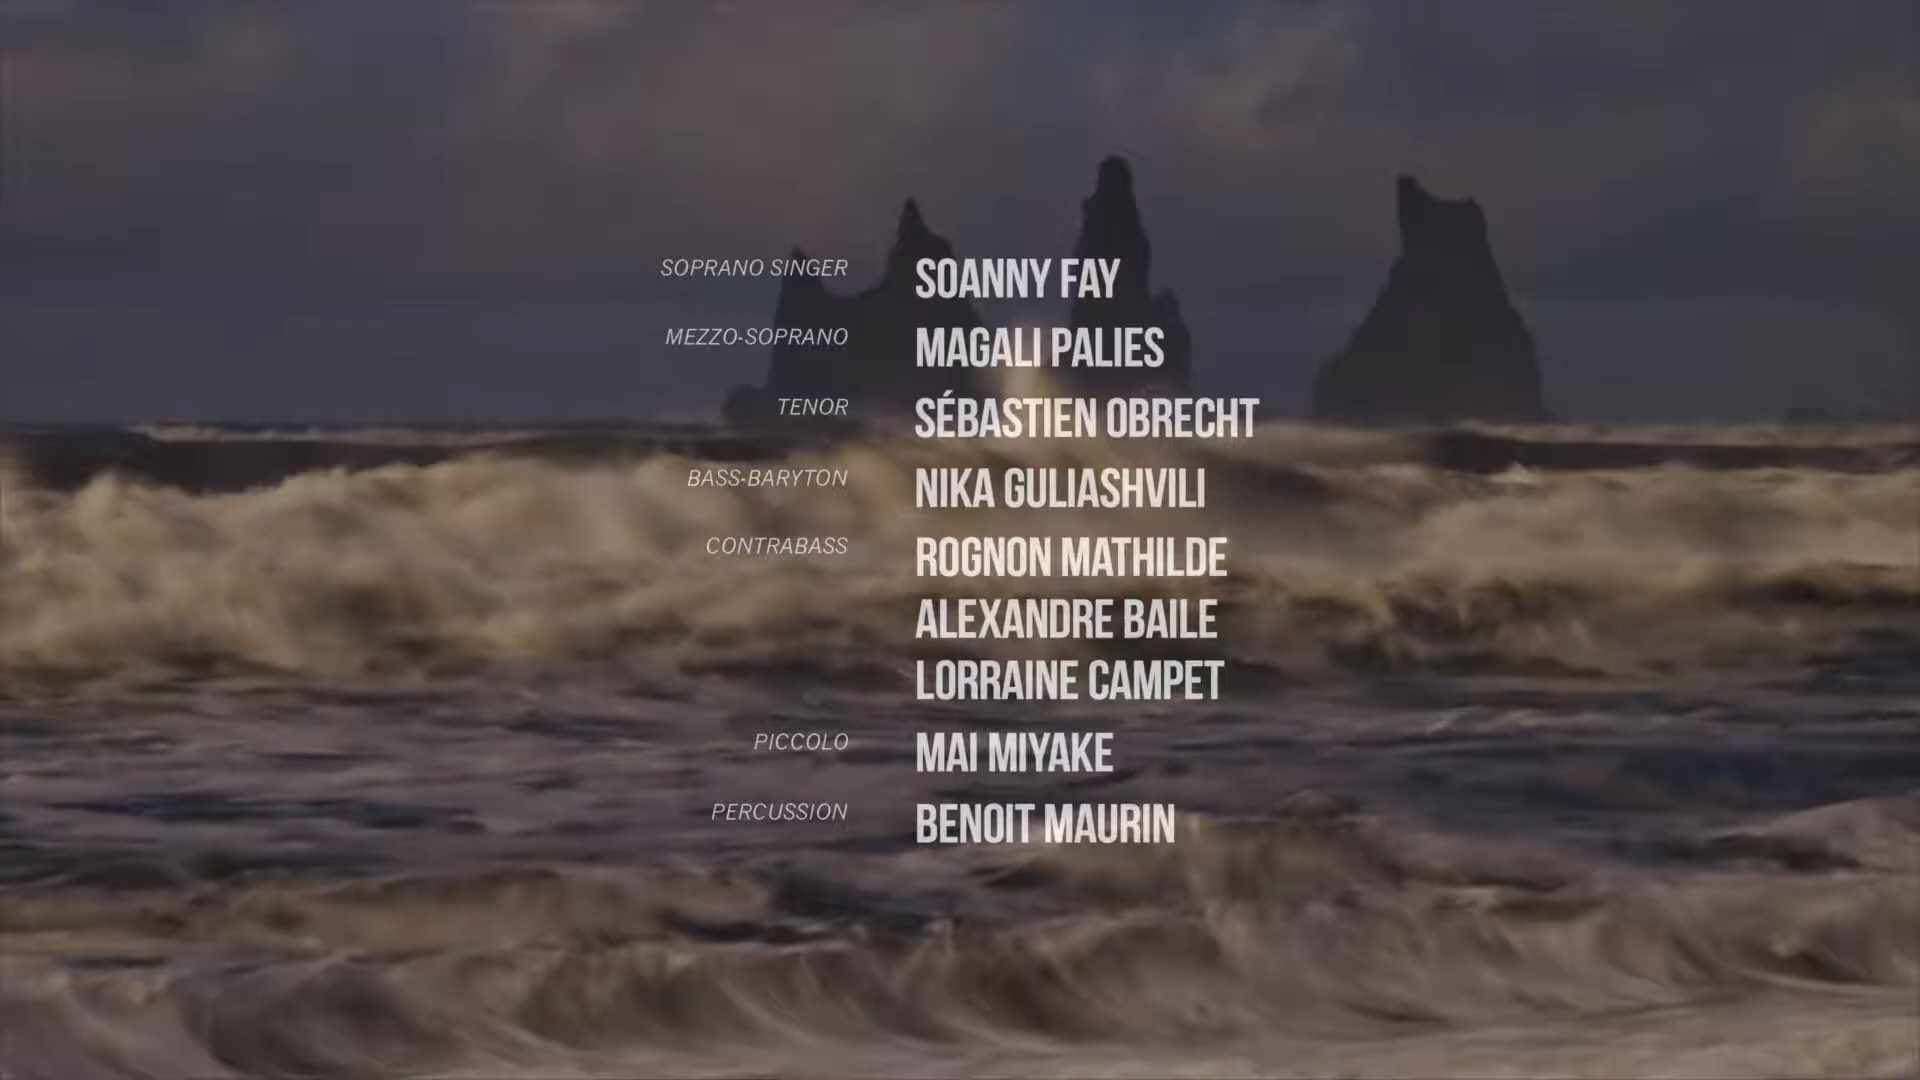 SOPRANO SINGER SOANNY FAY
MEZZO-SOPRANO MAGALI PALIES
TENOR SÉBASTIEN OBRECHT
BASS-BARYTON NIKA GULIASHVILI
CONTRABASS ROGNON MATHILDE
ALEXANDRE BAILE
LORRAINE CAMPET
PICCOLO MAI MIYAKE
PERCUSSION BENOIT MAURIN